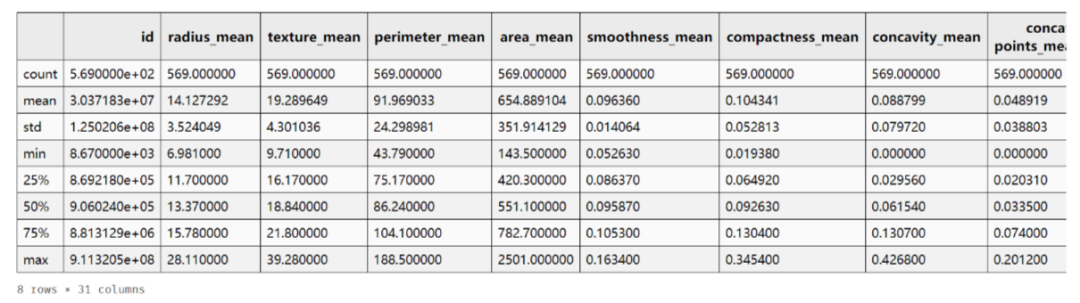 id radius_mean texture_mean perimeter_mean area_mean smoothness_mean compactness_mean concavity_mean conca
points_me
count 5.690000e+02 569.000000 569.000000 569.000000 569.000000 569.000000 569.000000 569.000000 569.000000
mean 3.037183e+07 14.127292 19.289649 91.969033 654.889104 0.096360 0.104341 0.088799 0.048919
std 1.250206e+08 3.524049 4.301036 24.298981 351.914129 0.014064 0.052813 0.079720 0.038803
min 8.670000e+03 6.981000 9.710000 43.790000 143.500000 0.052630 0.019380 0.000000 0.000000
25% 8.692180e+05 11.700000 16.170000 75.170000 420.300000 0.086370 0.064920 0.029560 0.020310
50% 9.060240e+05 13.370000 18.840000 86.240000 551.100000 0.095870 0.092630 0.061540 0.033500
75% 8.813129e+06 15.780000 21.800000 104.100000 782.700000 0.105300 0.130400 0.130700 0.074000
max 9.113205e+08 28.110000 39.280000 188.500000 2501.000000 0.163400 0.345400 0.426800 0.201200
8 rows × 31 columns